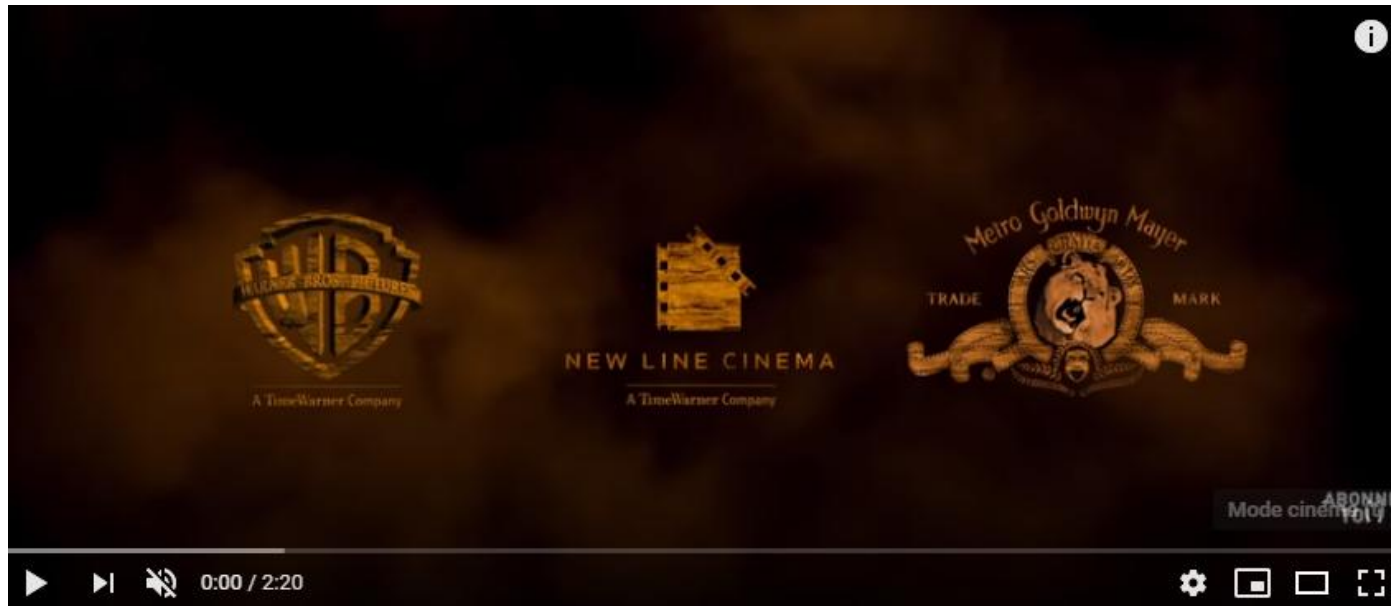 Metro Goldwyn Mayer
WARNER BROS. PICTURES
TRADE
MARK
NEW LINE CINEMA
A TimeWarner Company
A TimeWarner Company
Mode cinéma
0:00 / 2:20